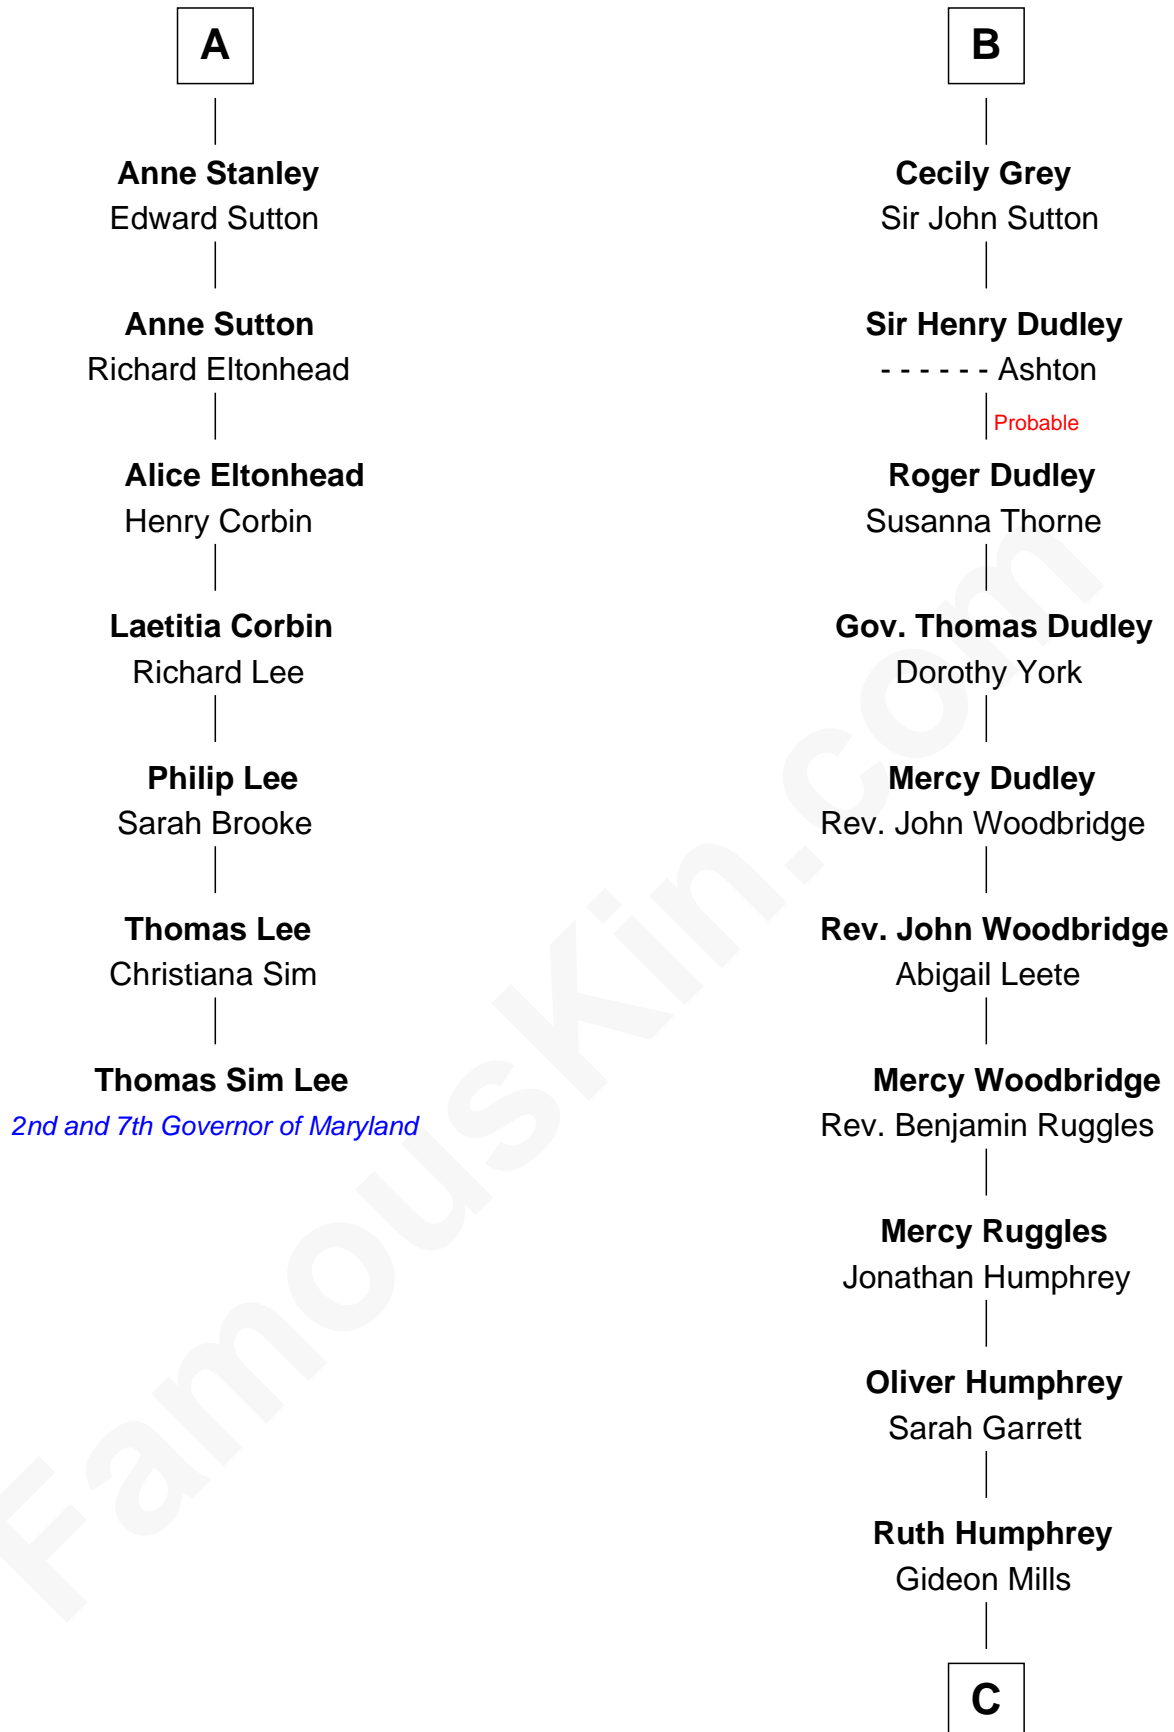 A
Anne Stanley
Edward Sutton
Anne Sutton
Richard Eltonhead
Alice Eltonhead
Henry Corbin
Laetitia Corbin
Richard Lee
Philip Lee
Sarah Brooke
Thomas Lee
Christiana Sim
Thomas Sim Lee
2nd and 7th Governor of Maryland
B
Cecily Grey
Sir John Sutton
Sir Henry Dudley
- - - - - - Ashton
Probable
Roger Dudley
Susanna Thorne
Gov. Thomas Dudley
Dorothy York
Mercy Dudley
Rev. John Woodbridge
Rev. John Woodbridge
Abigail Leete
Mercy Woodbridge
Rev. Benjamin Ruggles
Mercy Ruggles
Jonathan Humphrey
Oliver Humphrey
Sarah Garrett
Ruth Humphrey
Gideon Mills
C
FamousKin.com